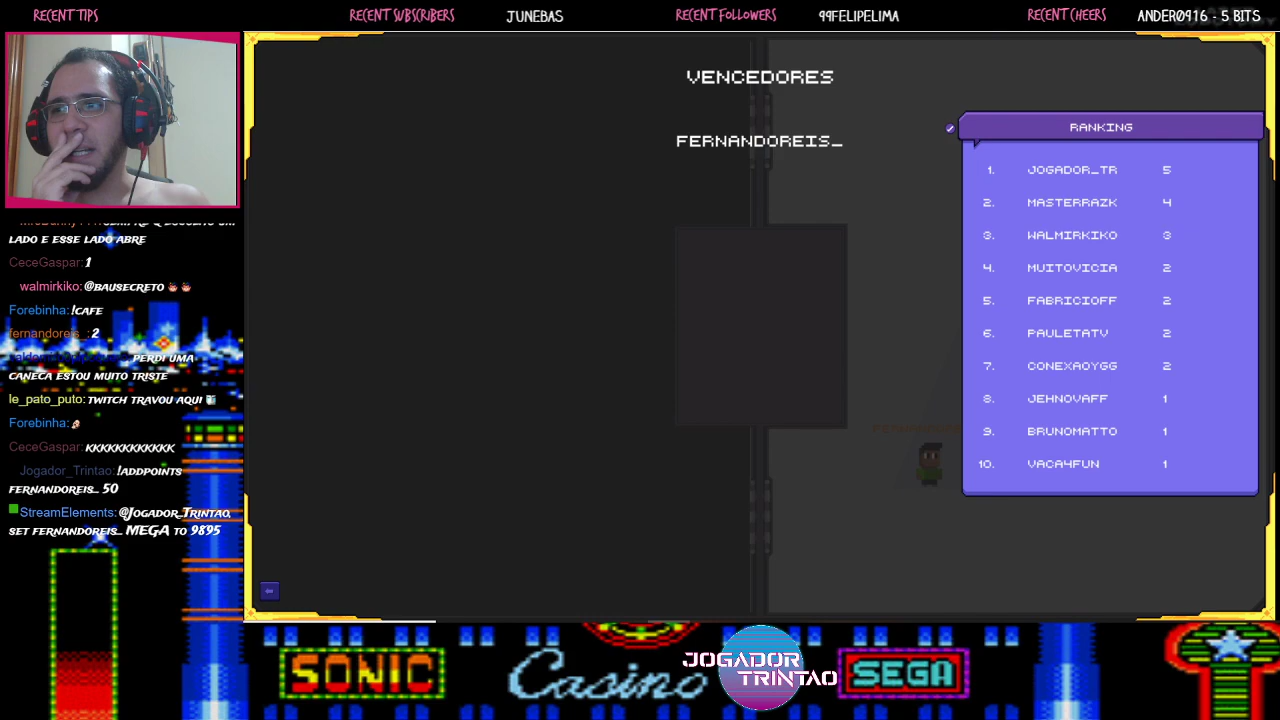 RECENT TIPS
RECENT SUBSCRIBERS
JUNEBAS
RECENT FOLLOWERS
99FELIPELIMA
RECENT CHEERS
ANDER0916 - 5 BITS
VENCEDORES
FERNANDOREIS_
RANKING
1. JOGADOR_TR 5
2. MASTERRAZK 4
3. WALMIRKIKO 3
4. MUITOVICIA 2
5. FABRICIOFF 2
6. PAULETATV 2
7. CONEXAOYGG 2
8. JEHNOVAFF 1
9. BRUNOMATTO 1
10. VACA4FUN 1
LADO E ESSE LADO ABRE
CeceGaspar: 1
walmirkiko: @BAUSECRETO
Forebinha: !CAFE
fernandoreis_: 2
PERDI UMA
CANECA ESTOU MUITO TRISTE
le_pato_puto: TWITCH TRAVOU AQUI
Forebinha:
CeceGaspar: KKKKKKKKKKKK
Jogador_Trintao: !ADDPOINTS
FERNANDOREIS_ 50
StreamElements: @JOGADOR_TRINTAO,
SET FERNANDOREIS_ MEGA TO 9895
SONIC
Casino
JOGADOR
TRINTAO
SEGA